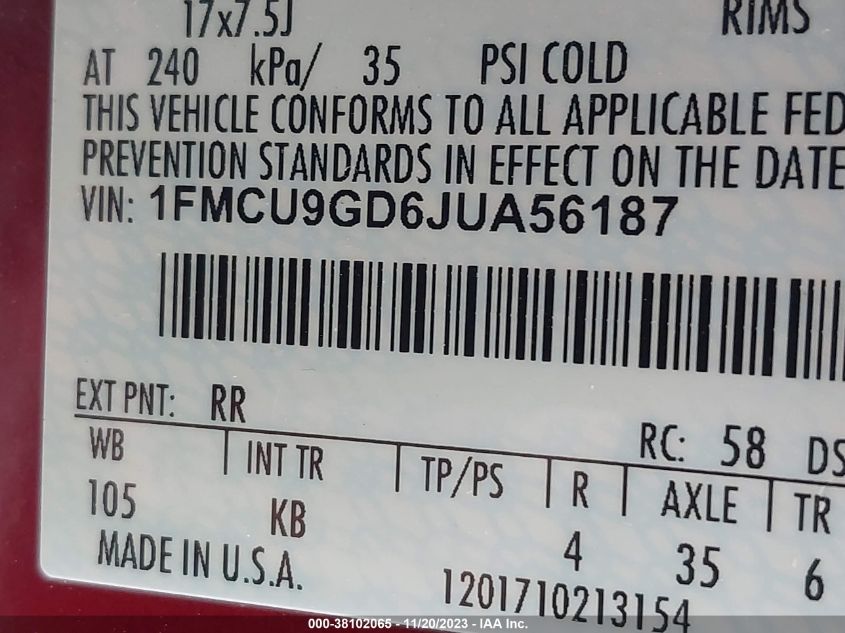 17x7.5J RIMS
AT 240 kPa/ 35 PSI COLD
THIS VEHICLE CONFORMS TO ALL APPLICABLE FED
PREVENTION STANDARDS IN EFFECT ON THE DATE
VIN: 1FMCU9GD6JUA56187
EXT PNT: RR RC: 58 DS
WB INT TR TP/PS R AXLE TR
105 KB 4 35 6
MADE IN U.S.A. 1201710213154
000-38102065 - 11/20/2023 - IAA Inc.